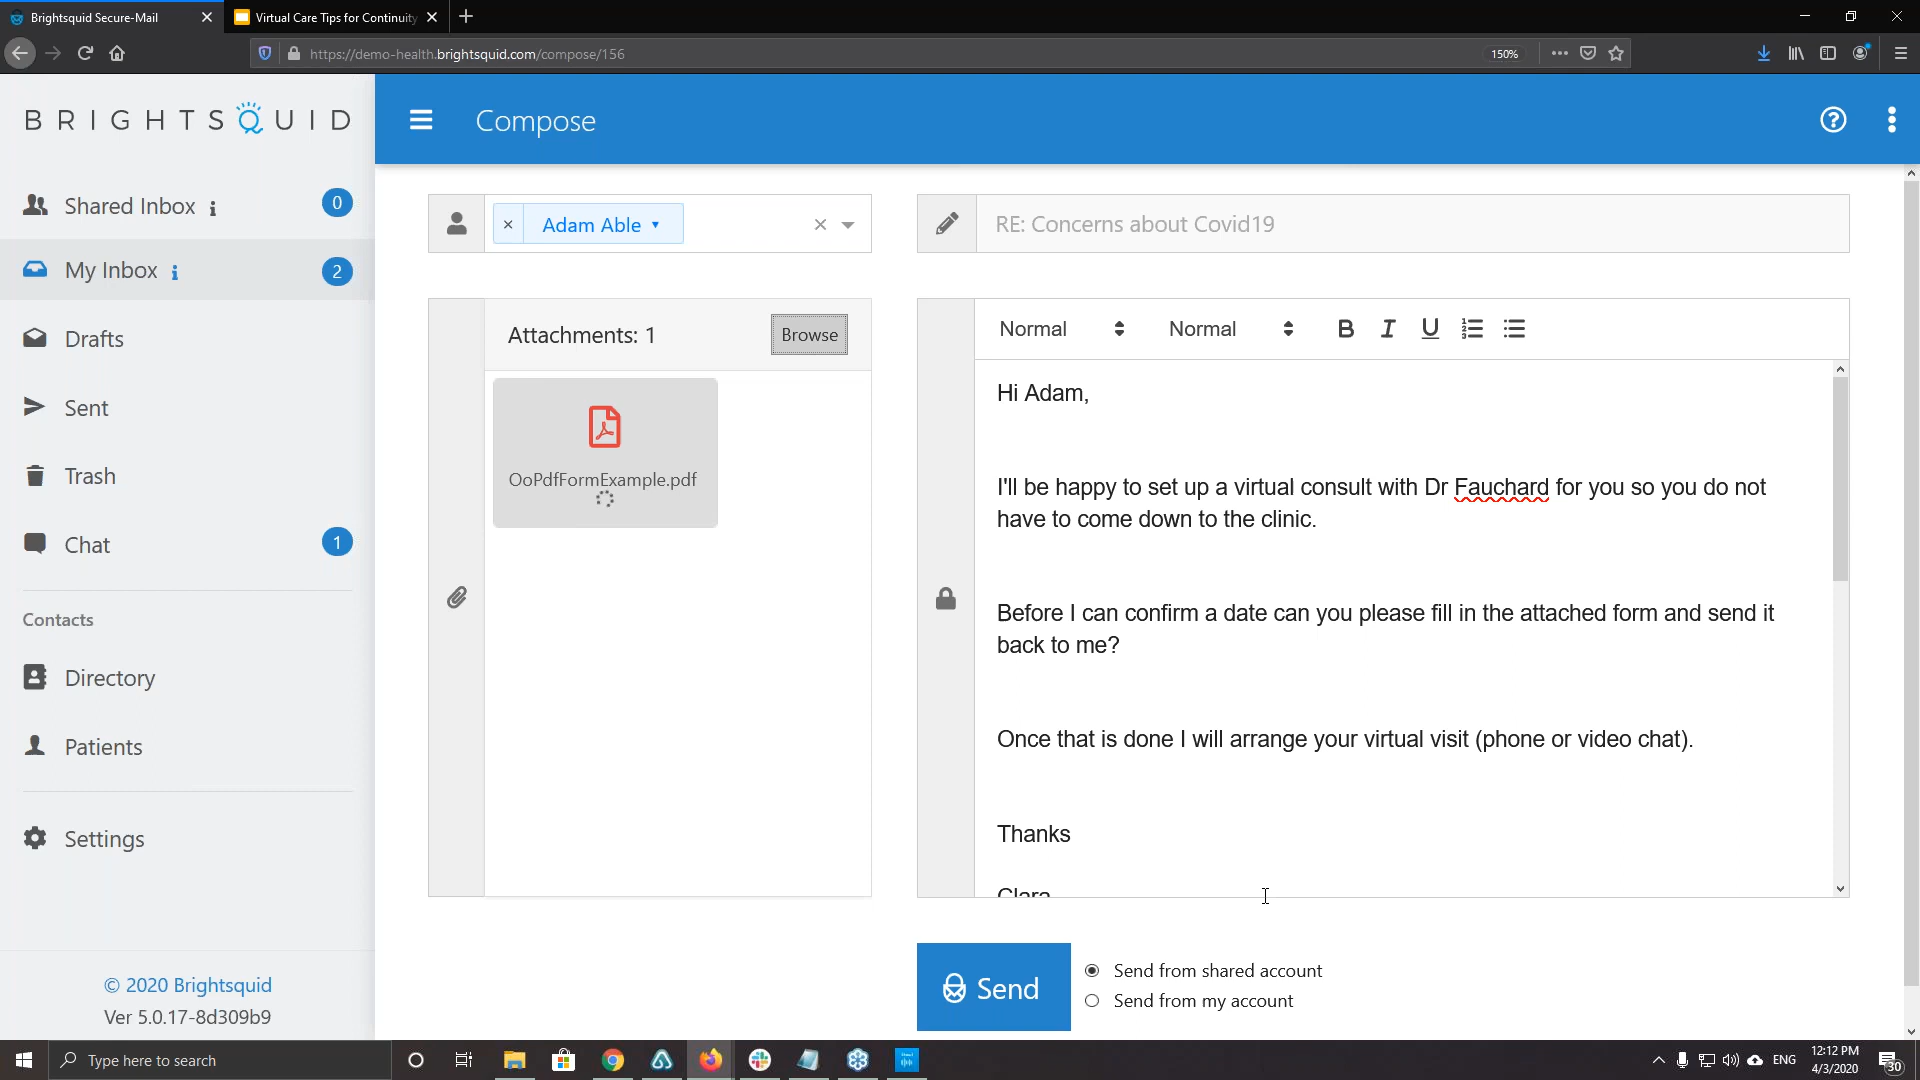 Brightsquid Secure-Mail
Virtual Care Tips for Continuity
https://demo-health.brightsquid.com/compose/156
150%
BRIGHTSQUID
Compose
Shared Inbox
0
My Inbox
2
Drafts
Sent
Trash
Chat
1
Contacts
Directory
Patients
Settings
© 2020 Brightsquid
Ver 5.0.17-8d309b9
Adam Able
RE: Concerns about Covid19
Attachments: 1
Browse
OoPdfFormExample.pdf
Normal
Normal
B I U
Hi Adam,
I'll be happy to set up a virtual consult with Dr Fauchard for you so you do not
have to come down to the clinic.
Before I can confirm a date can you please fill in the attached form and send it
back to me?
Once that is done I will arrange your virtual visit (phone or video chat).
Thanks
Clara
Send
Send from shared account
Send from my account
Type here to search
ENG
12:12 PM
4/3/2020
30